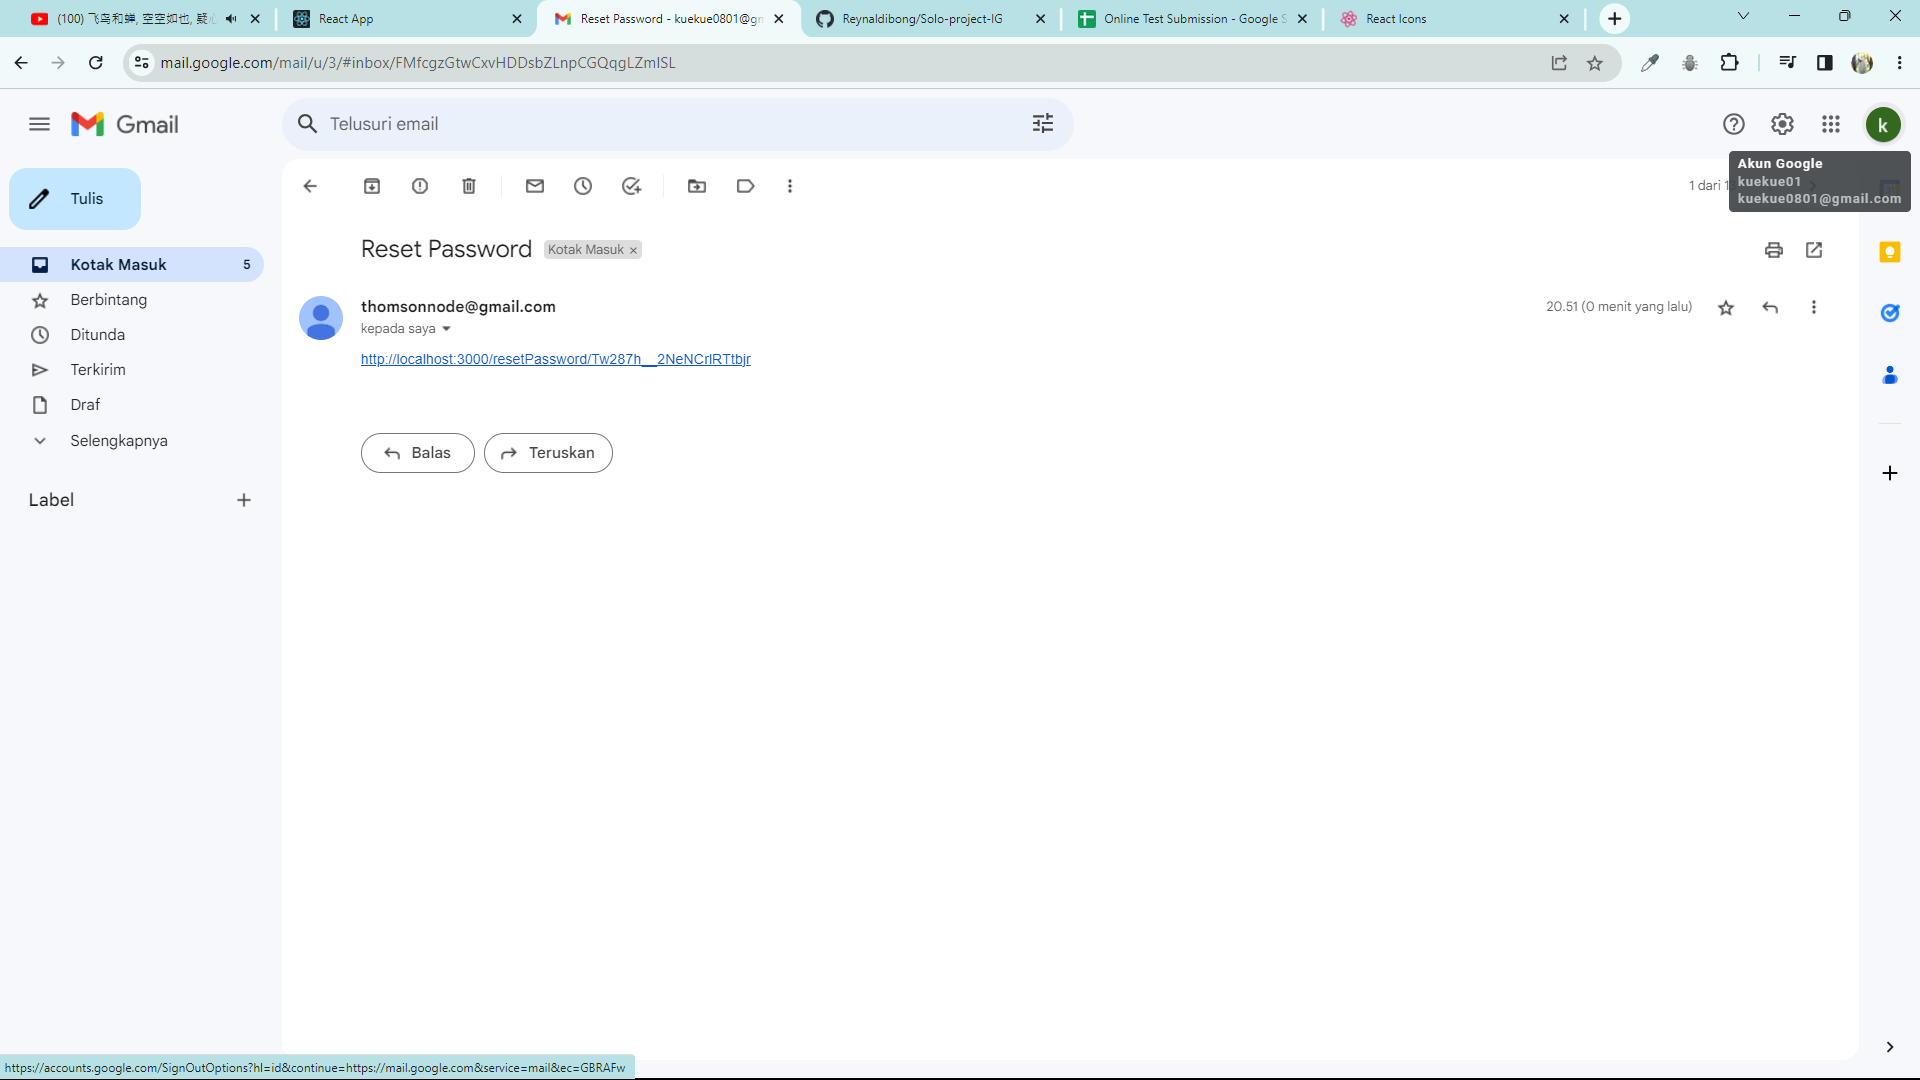 (100) 飞鸟和蝉, 空空如也, 疑心
React App
Reset Password - kuekue0801@gm
Reynaldibong/Solo-project-IG
Online Test Submission - Google S
React Icons
mail.google.com/mail/u/3/#inbox/FMfcgzGtwCxvHDDsbZLnpCGQqgLZmlSL
Gmail
Telusuri email
k
Akun Google
kuekue01
kuekue0801@gmail.com
Tulis
1 dari 1
Reset Password
Kotak Masuk ×
Kotak Masuk 5
Berbintang
Ditunda
Terkirim
Draf
Selengkapnya
Label
thomsonnode@gmail.com
20.51 (0 menit yang lalu)
kepada saya
http://localhost:3000/resetPassword/Tw287h__2NeNCrlRTtbjr
Balas
Teruskan
https://accounts.google.com/SignOutOptions?hl=id&continue=https://mail.google.com&service=mail&ec=GBRAFw